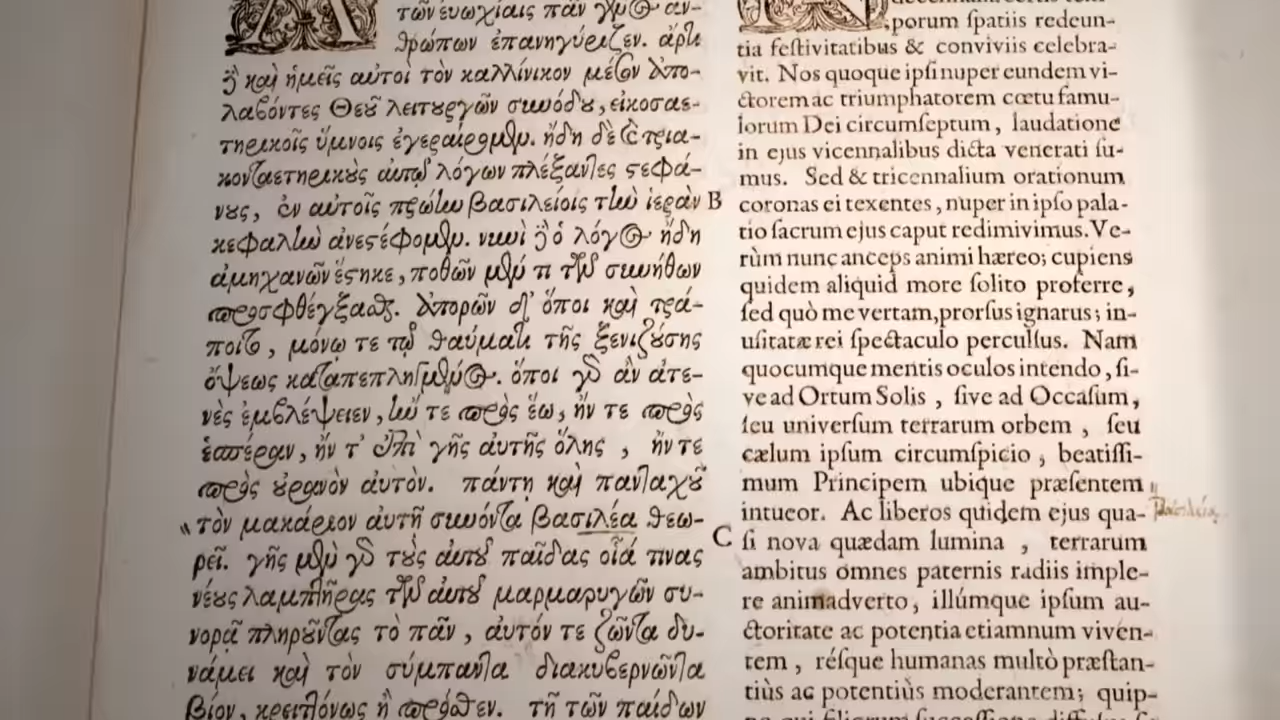 των ευωχίαις πᾶν γένος ἀν-
θρώπων ἐπανηγύριζεν. ἄρτι
δὲ καὶ ἡμεῖς αὐτοὶ τὸν καλλίνικον μέσον ἀπο-
λαβόντες Θεοῦ λειτουργῶν συνόδου, εἰκοσαε-
τηρικοῖς ὕμνοις ἐγεραίρομεν. ἤδη δὲ καὶ τρια-
κονταετηρικοὺς αὐτῷ λόγων πλέξαντες στεφά-
νους, ἐν αὐτοῖς πρώην βασιλείοις τὴν ἱερὰν
κεφαλὴν ἀνεστέφομεν. νυνὶ δὲ ὁ λόγος ἤδη
ἀμηχανῶν ἕστηκε, ποθῶν μέν τι τῶν συνήθων
προσφθέγξασθαι. ἀπορῶν δ' ὅποι καὶ τρά-
ποιτο, μόνῳ τε τῷ θαύματι τῆς ξενιζούσης
ὄψεως καταπεπληγμένος. ὅποι γὰρ ἂν ἀτε-
νὲς ἐμβλέψειεν, ἤν τε πρὸς ἕω, ἤν τε πρὸς
ἑσπέραν, ἤν τ' ἐπὶ γῆς αὐτῆς ὅλης, ἤν τε
πρὸς οὐρανὸν αὐτόν. πάντη καὶ πανταχοῦ
" τὸν μακάριον αὐτῇ συνόντα βασιλέα θεω-
ρεῖ. γῆς μὲν γὰρ τοὺς αὐτοῦ παῖδας οἷά τινας
νέους λαμπτῆρας τῶν αὐτοῦ μαρμαρυγῶν συ-
νορᾷ πληροῦντας τὸ πᾶν, αὐτόν τε ζῶντα δυ-
νάμει καὶ τὸν σύμπαντα διακυβερνῶντα
βίον, κρειττόνως ἢ πρόσθεν. τῇ τῶν παίδων
B
C
porum spatiis redeun-
tia festivitatibus & conviviis celebra-
vit. Nos quoque ipsi nuper eundem vi-
ctorem ac triumphatorem cœtu famu-
lorum Dei circumseptum, laudatione
in ejus vicennalibus dicta venerati su-
mus. Sed & tricennalium orationum
coronas ei texentes, nuper in ipso pala-
tio sacrum ejus caput redimivimus. Ve-
rùm nunc anceps animi hæreo; cupiens
quidem aliquid more solito proferre,
sed quò me vertam, prorsus ignarus; in-
usitatæ rei spectaculo perculsus. Nam
quocumque mentis oculos intendo, si-
ve ad Ortum Solis, sive ad Occasum,
seu universum terrarum orbem, seu
cælum ipsum circumspicio, beatissi-
mum Principem ubique præsentem
intueor. Ac liberos quidem ejus qua-
si nova quædam lumina, terrarum
ambitus omnes paternis radiis imple-
re animadverto, illúmque ipsum au-
ctoritate ac potentia etiamnum viven-
tem, résque humanas multò præstan-
tiùs ac potentiùs moderantem; quip-